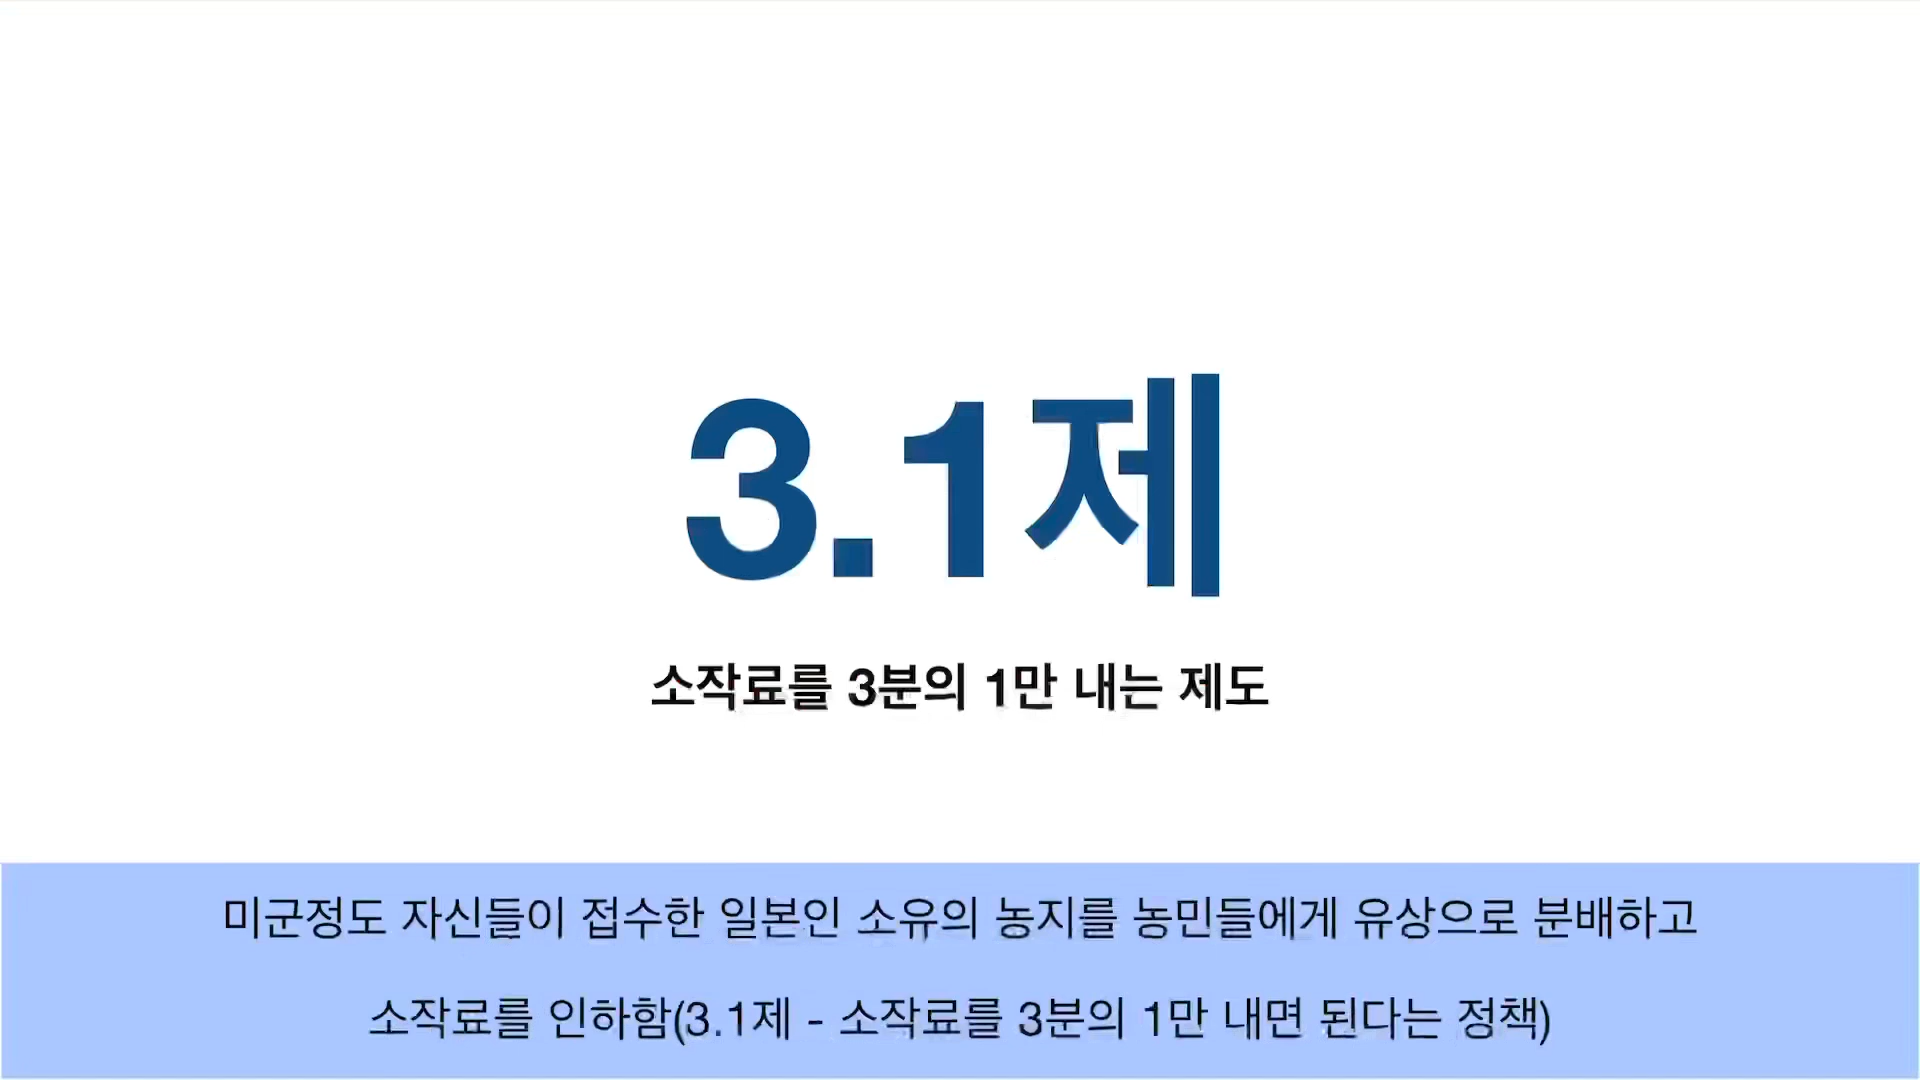 3.1제
소작료를 3분의 1만 내는 제도
미군정도 자신들이 접수한 일본인 소유의 농지를 농민들에게 유상으로 분배하고
소작료를 인하함(3.1제 - 소작료를 3분의 1만 내면 된다는 정책)